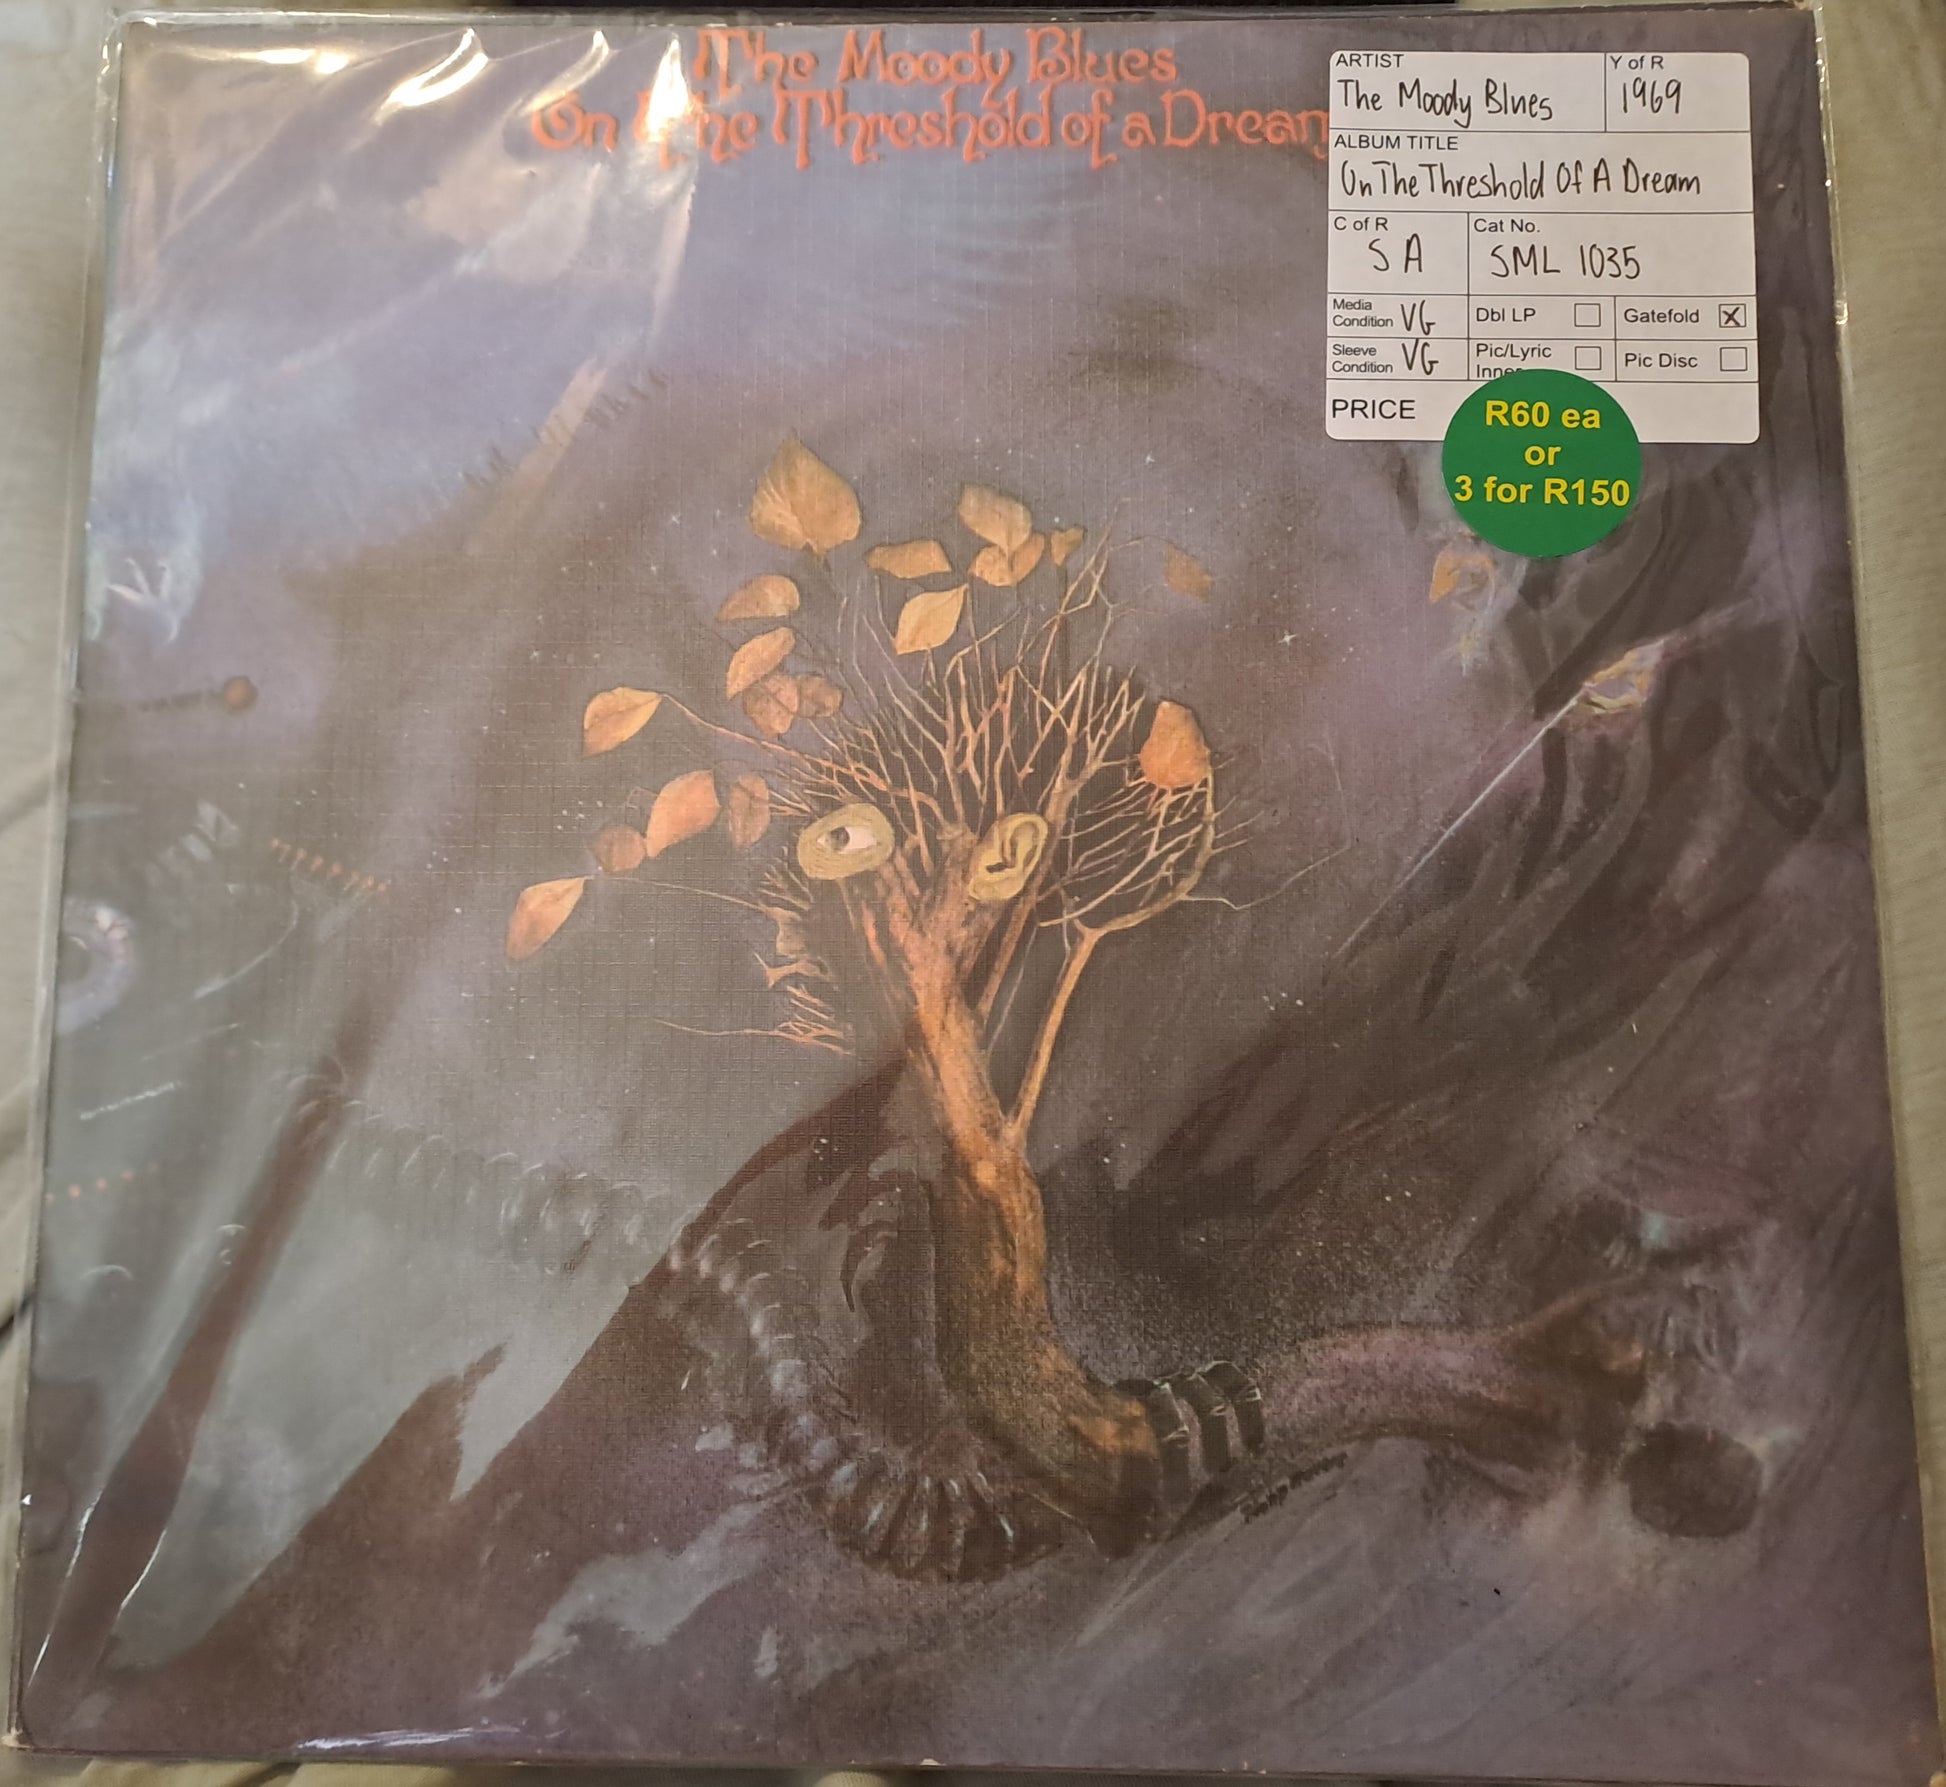 The Moody Blues
On the Threshold of a Dream
ARTIST
The Moody Blues
Y of R
1969
ALBUM TITLE
On The Threshold Of A Dream
C of R
S A
Cat No.
SML 1035
Media
Condition VG
Dbl LP
Gatefold X
Sleeve
Condition VG
Pic/Lyric
Inner
Pic Disc
PRICE
R60 ea
or
3 for R150